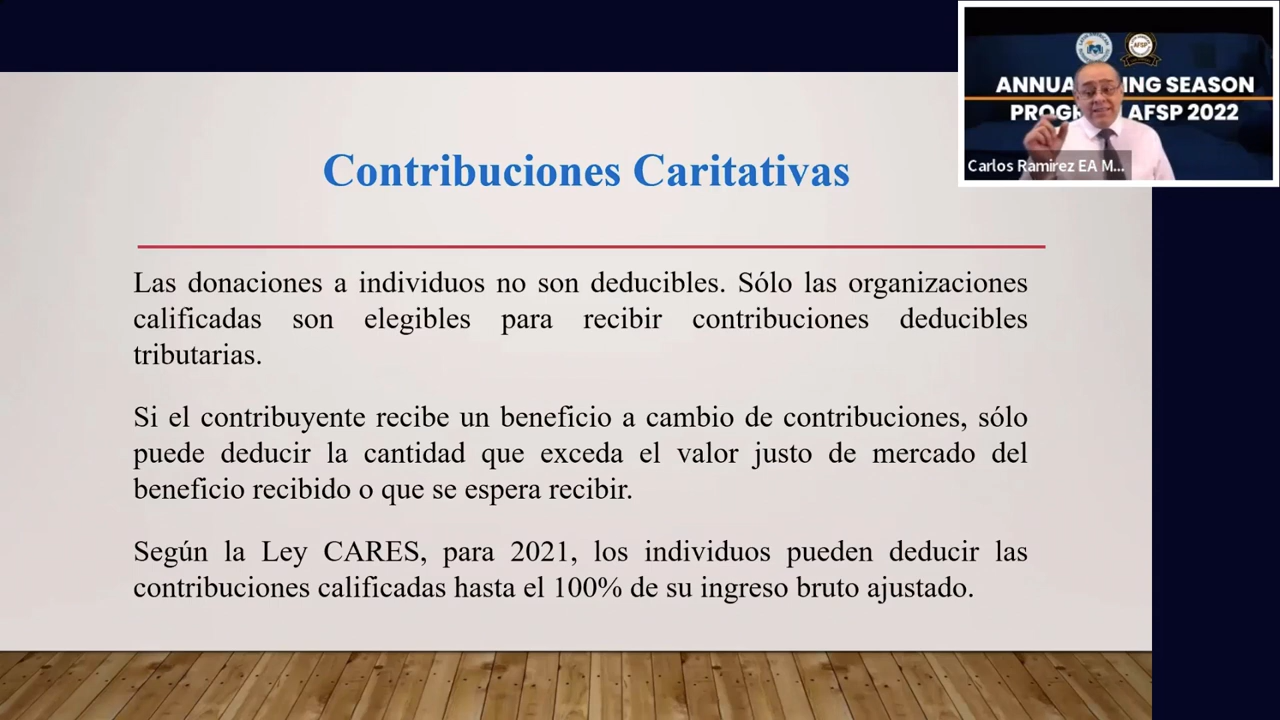 ANNUA ING SEASON
PROGR AFSP 2022
AFSP
Carlos Ramirez EA M...
Contribuciones Caritativas
Las donaciones a individuos no son deducibles. Sólo las organizaciones
calificadas son elegibles para recibir contribuciones deducibles
tributarias.
Si el contribuyente recibe un beneficio a cambio de contribuciones, sólo
puede deducir la cantidad que exceda el valor justo de mercado del
beneficio recibido o que se espera recibir.
Según la Ley CARES, para 2021, los individuos pueden deducir las
contribuciones calificadas hasta el 100% de su ingreso bruto ajustado.